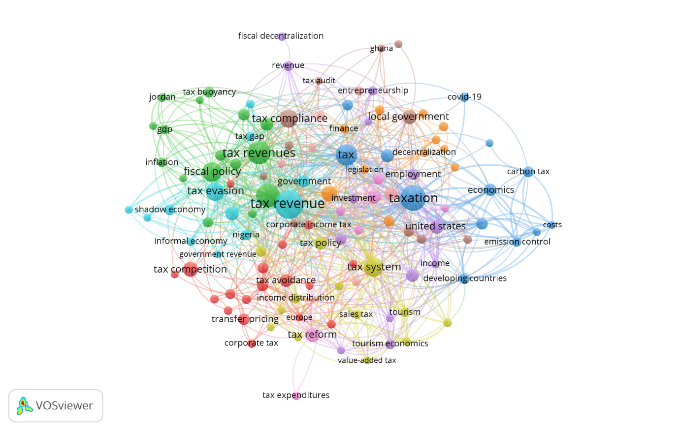 fiscal decentralization
ghana
revenue
tax audit
jordan
tax buoyancy
entrepreneurship
covid-19
tax compliance
local government
gdp
finance
tax gap
tax revenues
tax
decentralization
inflation
fiscal policy
legislation
carbon tax
employment
government
tax evasion
economics
investment
taxation
tax revenue
shadow economy
corporate income tax
united states
costs
nigeria
informal economy
tax policy
emission control
government revenue
income
tax competition
tax system
tax avoidance
developing countries
income distribution
transfer pricing
europe
sales tax
tourism
tax reform
corporate tax
tourism economics
value-added tax
tax expenditures
VOSviewer